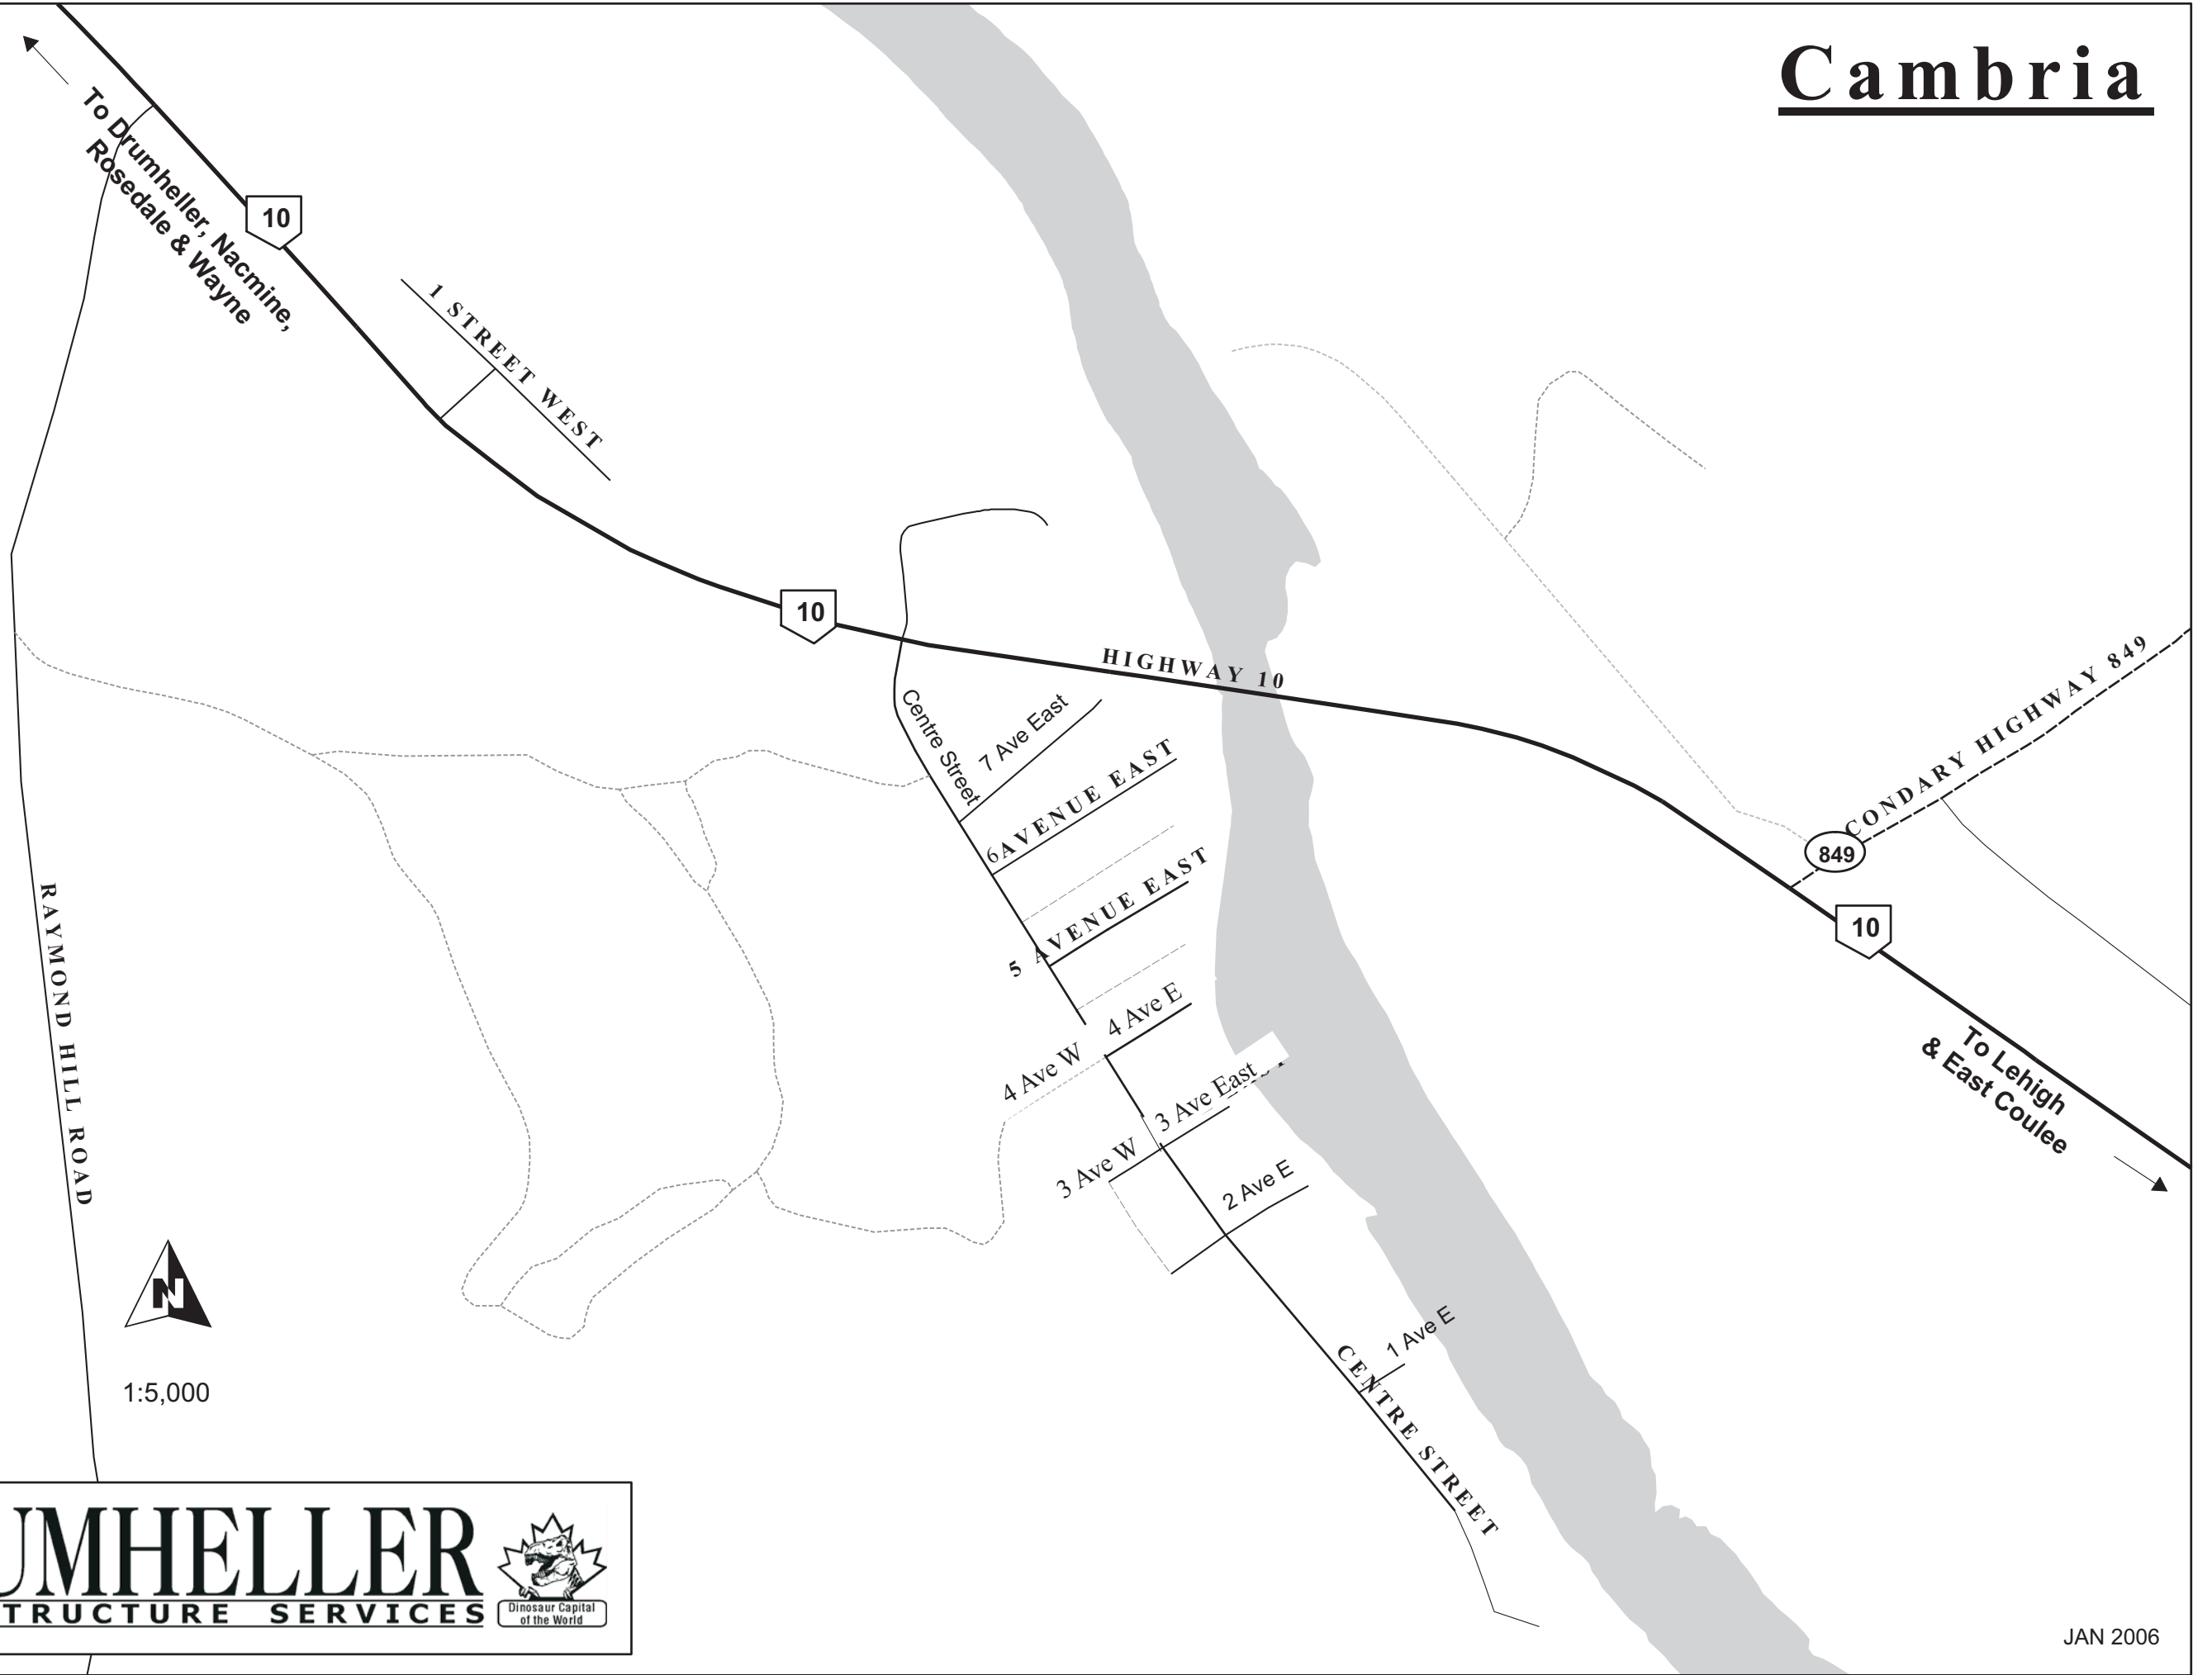 Cambria
To Drumheller, Nacmine,
Rosedale & Wayne
10
1 STREET WEST
10
HIGHWAY 10
Centre Street
7 Ave East
6 AVENUE EAST
5 AVENUE EAST
4 Ave E
4 Ave W
3 Ave East
3 Ave W
2 Ave E
1 Ave E
CENTRE STREET
CONDARY HIGHWAY 849
849
10
To Lehigh
& East Coulee
RAYMOND HILL ROAD
N
1:5,000
UMHELLER
TRUCTURE SERVICES
Dinosaur Capital
of the World
JAN 2006